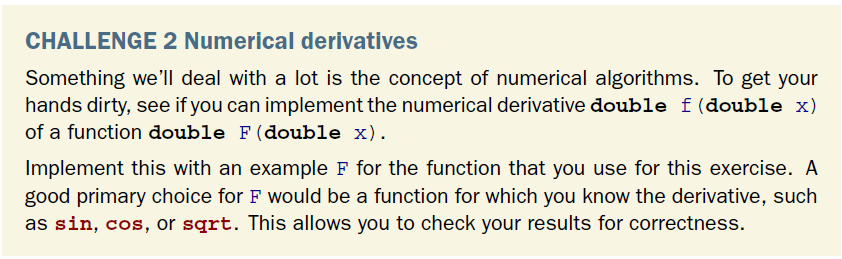 CHALLENGE 2 Numerical derivatives
Something we’ll deal with a lot is the concept of numerical algorithms. To get your
hands dirty, see if you can implement the numerical derivative double f(double x)
of a function double F(double x).
Implement this with an example F for the function that you use for this exercise. A
good primary choice for F would be a function for which you know the derivative, such
as sin, cos, or sqrt. This allows you to check your results for correctness.